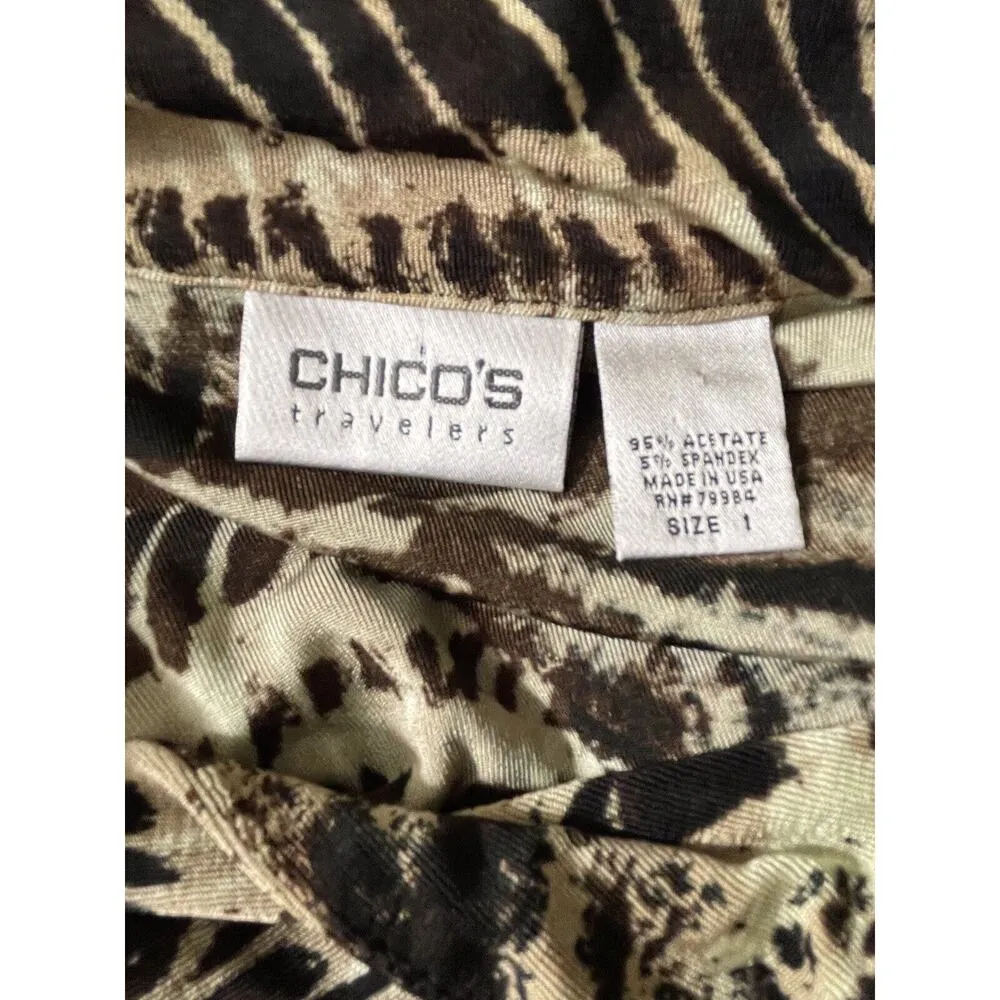 CHICO'S
travelers
95% ACETATE
5% SPANDEX
MADE IN USA
RN# 79984
SIZE 1